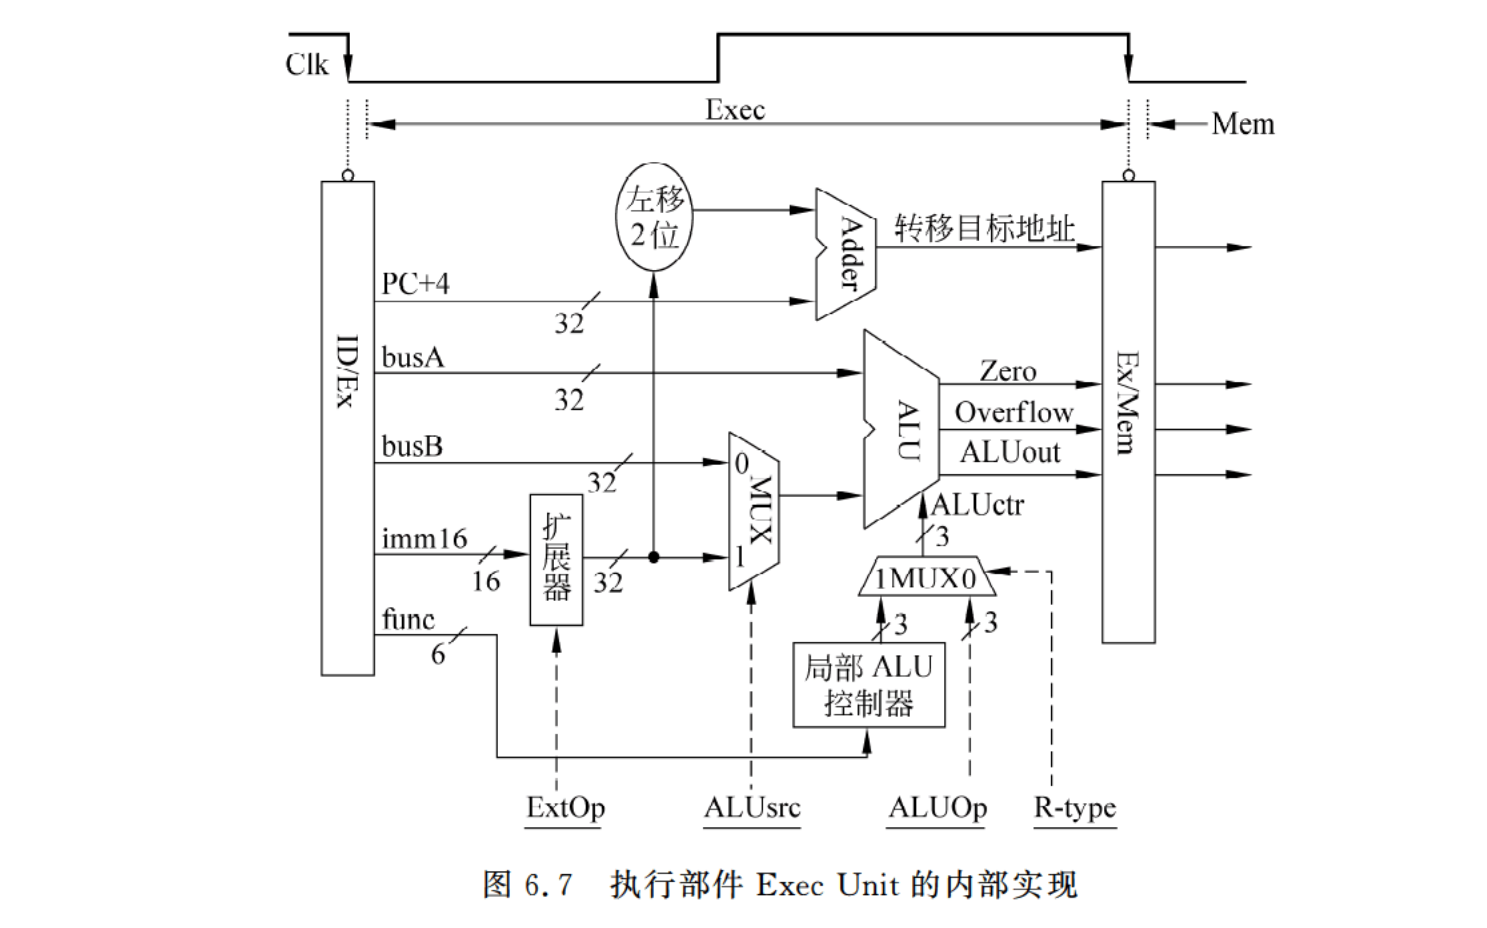 Clk
Exec
Mem
左移
2位
Adder
转移目标地址
PC+4
32
ID/Ex
busA
32
ALU
Zero
Overflow
ALUout
Ex/Mem
busB
32
0
MUX
1
ALUctr
3
imm16
16
扩展器
32
1MUX0
func
6
3
3
局部 ALU
控制器
ExtOp
ALUsrc
ALUOp
R-type
图 6.7 执行部件 Exec Unit 的内部实现